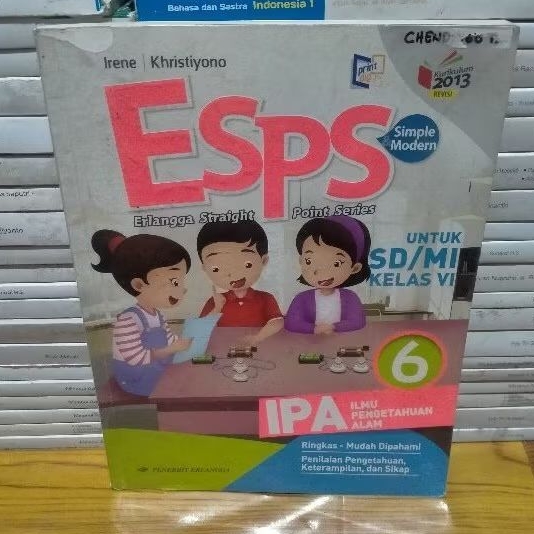 Bahasa dan Sastra Indonesia 1
Irene | Khristiyono
print
Kurikulum
2013
REVISI
ESPS
Simple
Modern
Erlangga Straight Point Series
UNTUK
SD/MI
KELAS VI
6
IPA
ILMU
PENGETAHUAN
ALAM
Ringkas - Mudah Dipahami
Penilaian Pengetahuan,
Keterampilan, dan Sikap
PENERBIT ERLANGGA